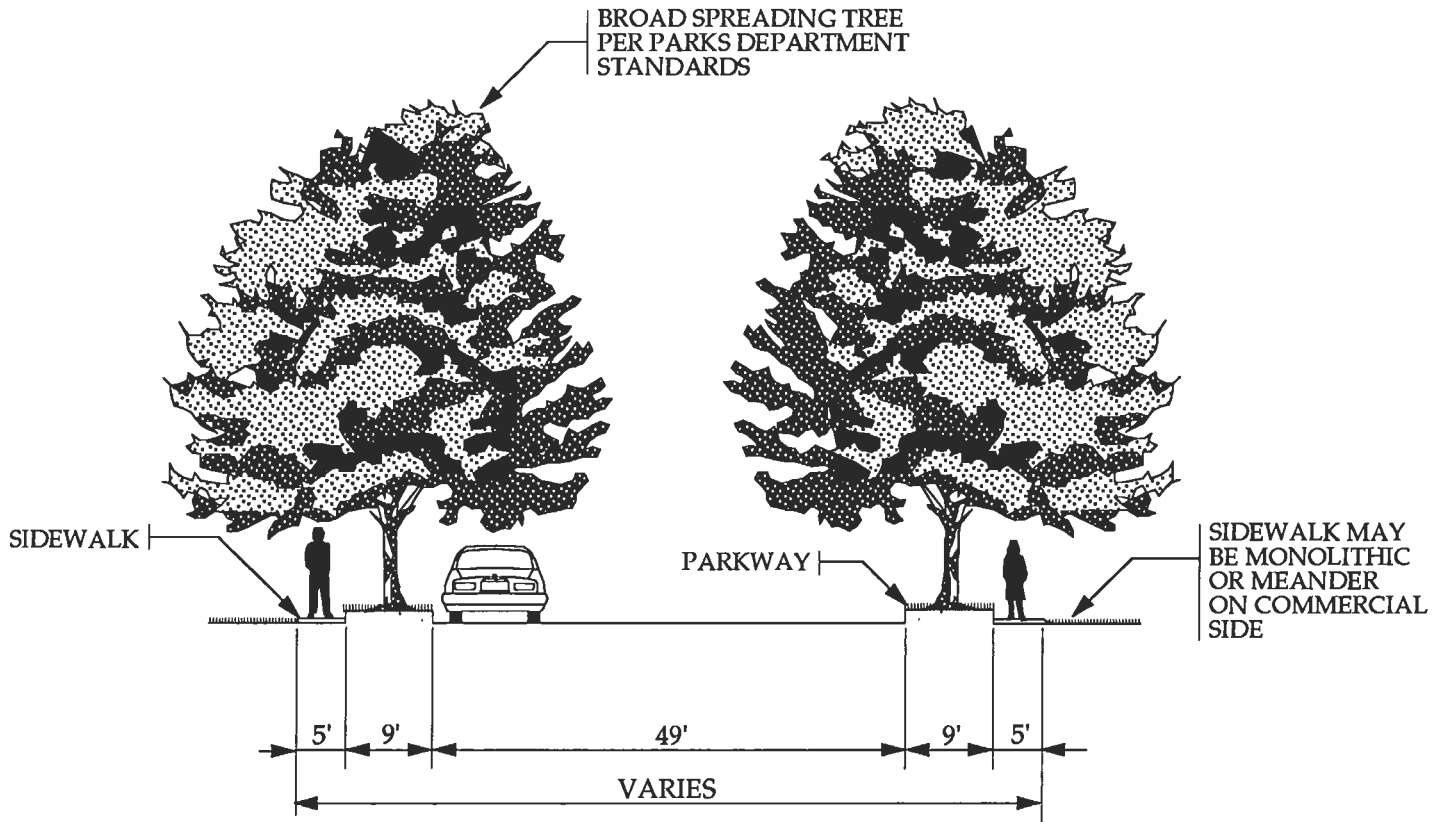 BROAD SPREADING TREE
PER PARKS DEPARTMENT
STANDARDS
SIDEWALK
PARKWAY
SIDEWALK MAY
BE MONOLITHIC
OR MEANDER
ON COMMERCIAL
SIDE
5' 9' 49' 9' 5'
VARIES